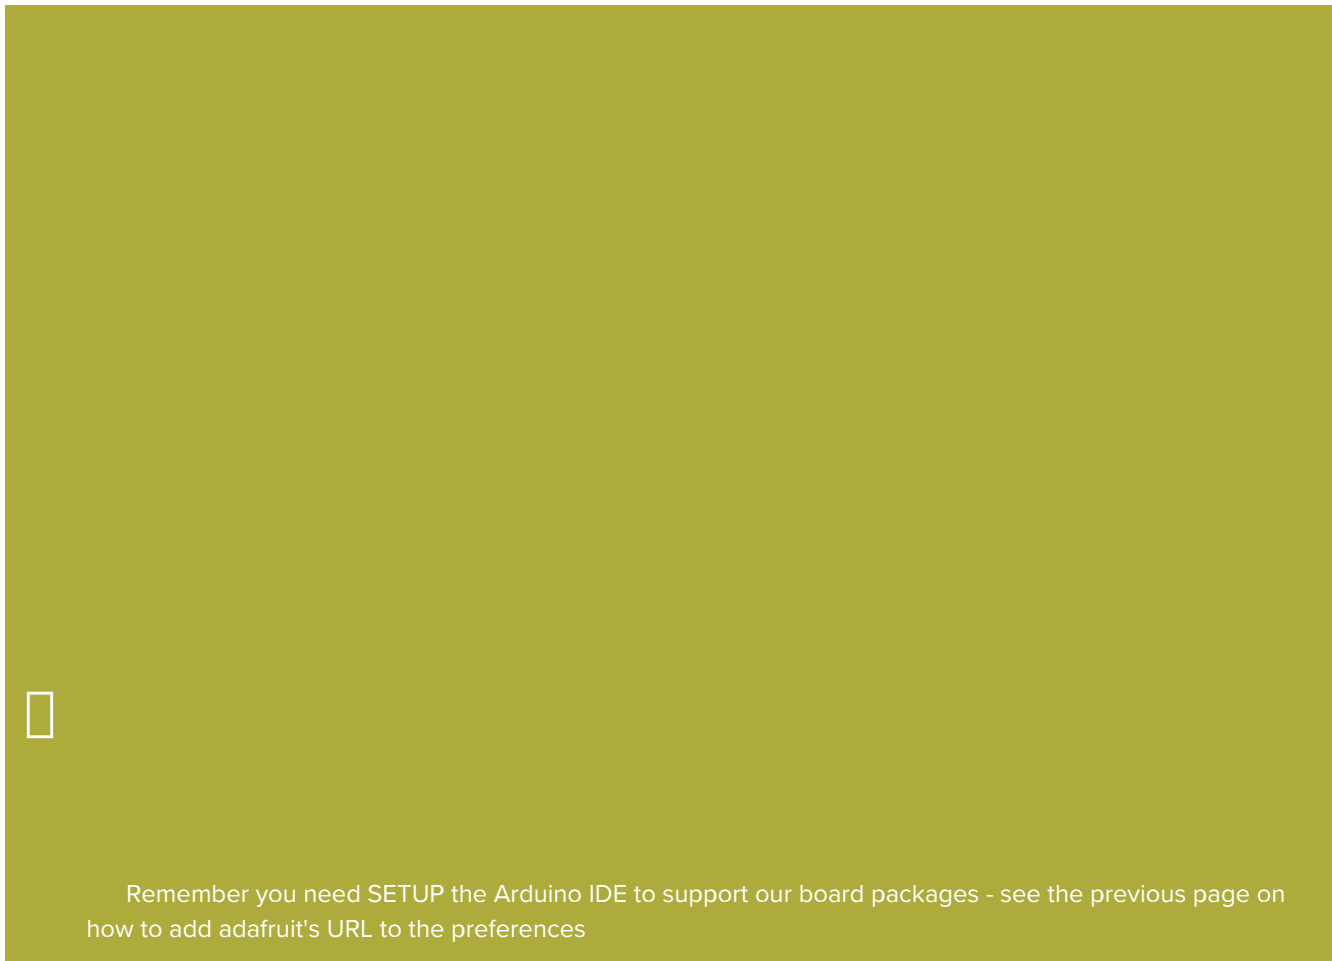 Remember you need SETUP the Arduino IDE to support our board packages - see the previous page on
how to add adafruit's URL to the preferences